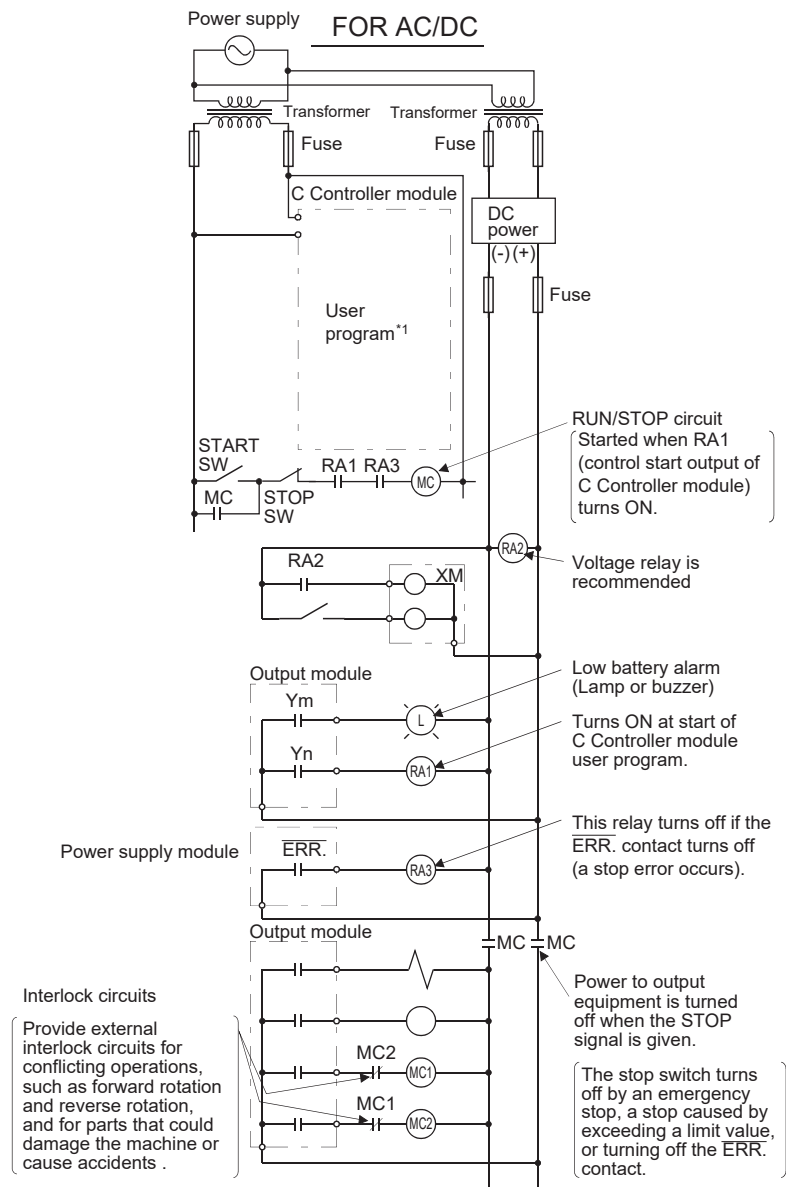 Power supply
FOR AC/DC
Transformer
Transformer
Fuse
Fuse
C Controller module
DC
power
(-) (+)
Fuse
User
program*1
RUN/STOP circuit
Started when RA1
(control start output of
C Controller module)
turns ON.
START
SW
RA1 RA3
MC
MC
STOP
SW
RA2
RA2
XM
Voltage relay is
recommended
Output module
Low battery alarm
(Lamp or buzzer)
Ym
L
Turns ON at start of
C Controller module
user program.
Yn
RA1
This relay turns off if the
ERR. contact turns off
(a stop error occurs).
Power supply module
ERR.
RA3
Output module
MC
MC
Power to output
equipment is turned
off when the STOP
signal is given.
Interlock circuits
Provide external
interlock circuits for
conflicting operations,
such as forward rotation
and reverse rotation,
and for parts that could
damage the machine or
cause accidents .
MC2
MC1
MC1
MC2
The stop switch turns
off by an emergency
stop, a stop caused by
exceeding a limit value,
or turning off the ERR.
contact.